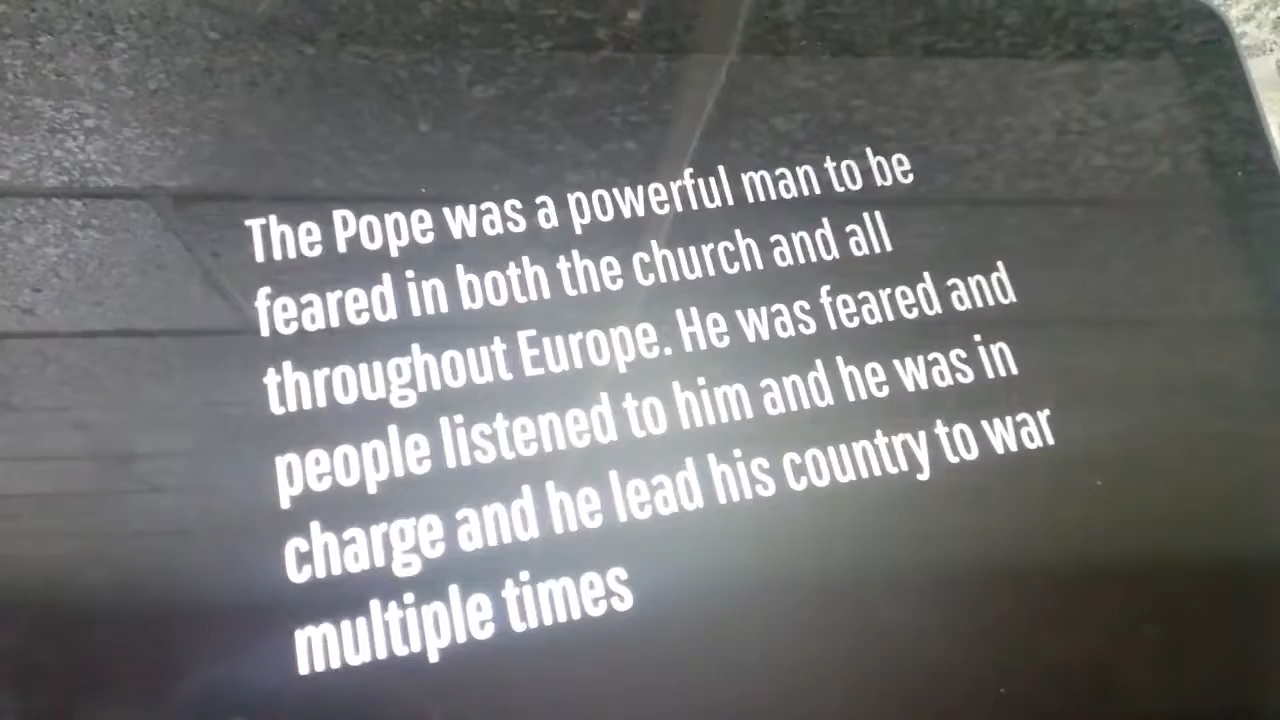 The Pope was a powerful man to be
feared in both the church and all
throughout Europe. He was feared and
people listened to him and he was in
charge and he lead his country to war
multiple times